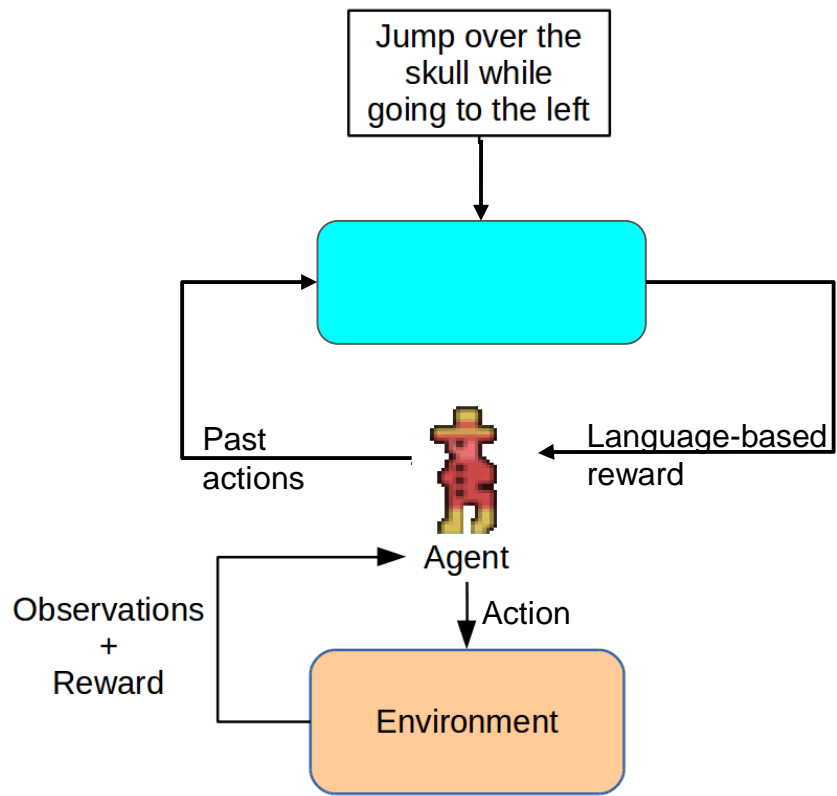 Jump over the
skull while
going to the left
Past
actions
Language-based
reward
Agent
Action
Observations
+
Reward
Environment